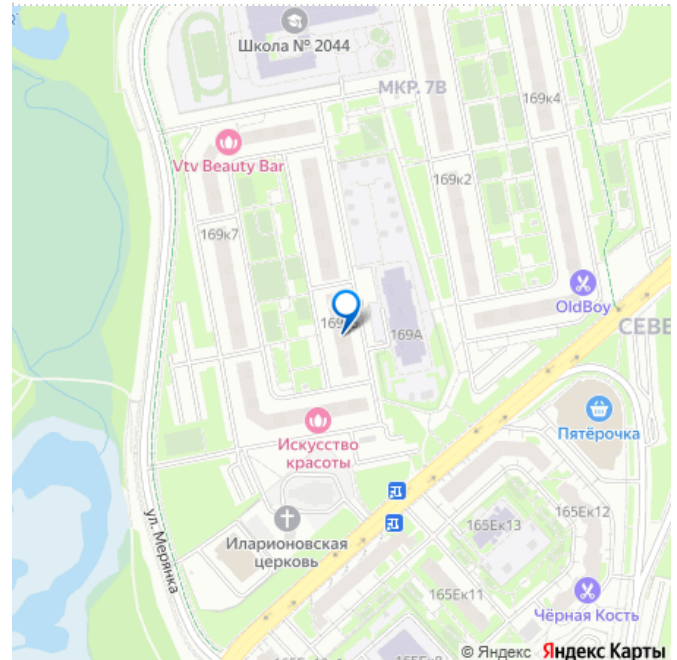 Школа № 2044
МКР. 7В
169к4
Vtv Beauty Bar
169к2
169к7
OldBoy
169А
Искусство
красоты
Пятёрочка
165Ек12
165Ек13
Иларионовская
церковь
ул. Мерянка
165Ек11
Чёрная Кость
© Яндекс Яндекс Карты